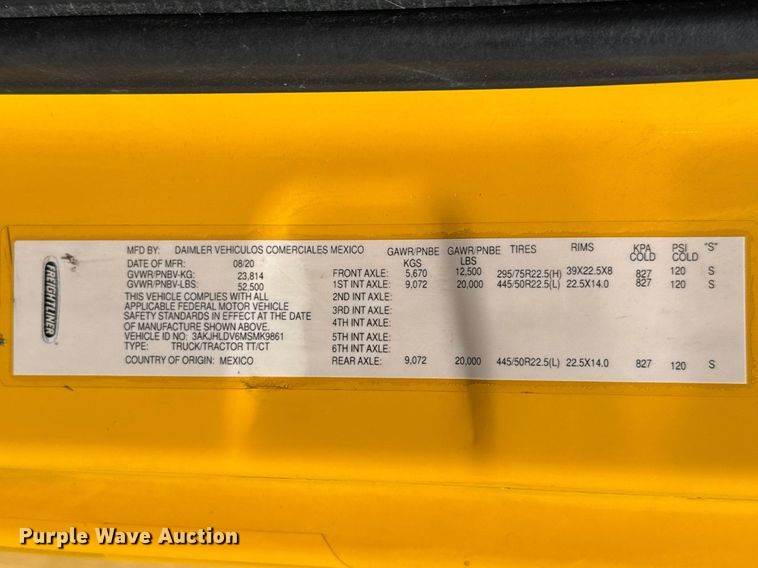 FREIGHTLINER
MFD BY: DAIMLER VEHICULOS COMERCIALES MEXICO
DATE OF MFR: 08/20
GVWR/PNBV-KG: 23,814
GVWR/PNBV-LBS: 52,500
THIS VEHICLE COMPLIES WITH ALL
APPLICABLE FEDERAL MOTOR VEHICLE
SAFETY STANDARDS IN EFFECT AT THE DATE
OF MANUFACTURE SHOWN ABOVE.
VEHICLE ID NO: 3AKJHLDV6MSMK9861
TYPE: TRUCK/TRACTOR TT/CT
COUNTRY OF ORIGIN: MEXICO
GAWR/PNBE GAWR/PNBE TIRES RIMS KPA PSI "S"
KGS LBS COLD COLD
FRONT AXLE: 5,670 12,500 295/75R22.5(H) 39X22.5X8 827 120 S
1ST INT AXLE: 9,072 20,000 445/50R22.5(L) 22.5X14.0 827 120 S
2ND INT AXLE:
3RD INT AXLE:
4TH INT AXLE:
5TH INT AXLE:
6TH INT AXLE:
REAR AXLE: 9,072 20,000 445/50R22.5(L) 22.5X14.0 827 120 S
Purple Wave Auction